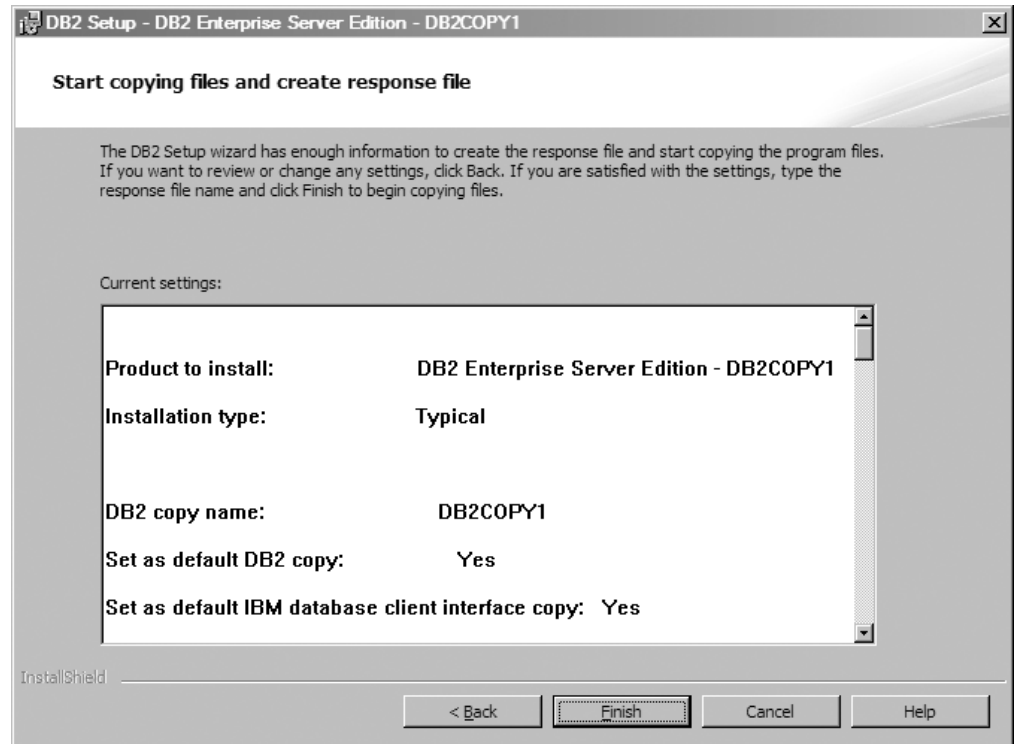 DB2 Setup - DB2 Enterprise Server Edition - DB2COPY1
Start copying files and create response file
The DB2 Setup wizard has enough information to create the response file and start copying the program files.
If you want to review or change any settings, click Back. If you are satisfied with the settings, type the
response file name and click Finish to begin copying files.
Current settings:
Product to install: DB2 Enterprise Server Edition - DB2COPY1
Installation type: Typical
DB2 copy name: DB2COPY1
Set as default DB2 copy: Yes
Set as default IBM database client interface copy: Yes
InstallShield
< Back Finish Cancel Help